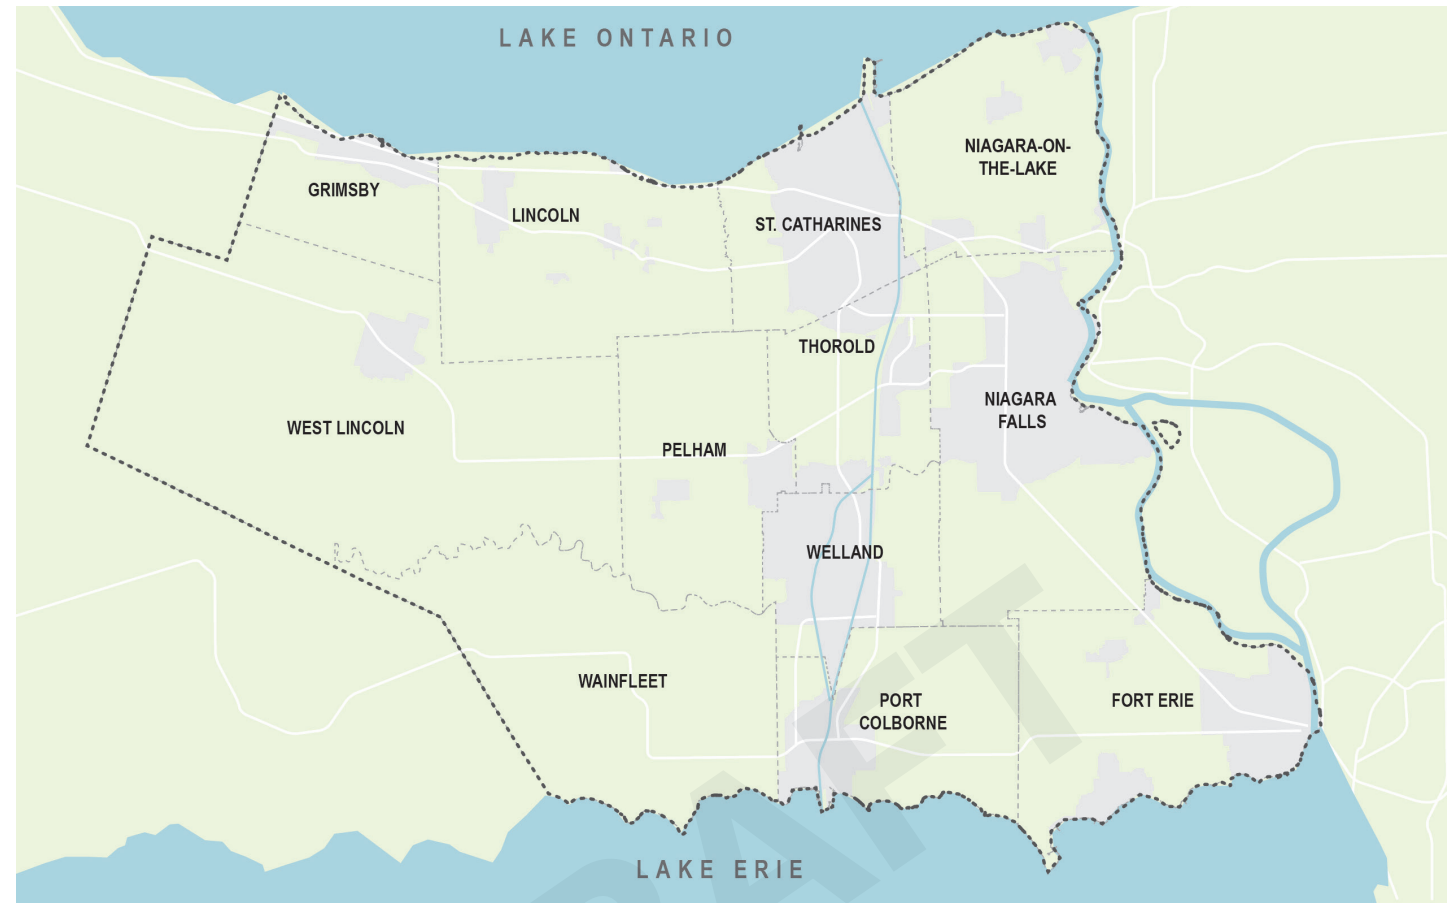 LAKE ONTARIO
NIAGARA-ON-
THE-LAKE
GRIMSBY
LINCOLN
ST. CATHARINES
THOROLD
NIAGARA
FALLS
WEST LINCOLN
PELHAM
WELLAND
WAINFLEET
PORT
COLBORNE
FORT ERIE
LAKE ERIE
DRAFT